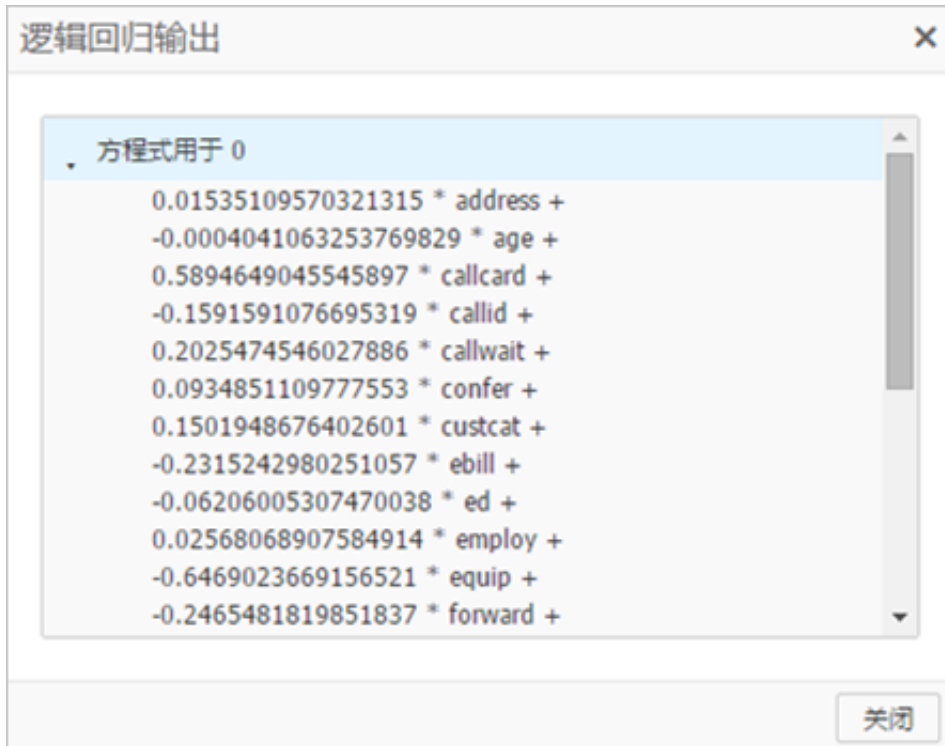 逻辑回归输出
方程式用于 0
0.01535109570321315 * address +
-0.0004041063253769829 * age +
0.5894649045545897 * callcard +
-0.1591591076695319 * callid +
0.2025474546027886 * callwait +
0.0934851109777553 * confer +
0.1501948676402601 * custcat +
-0.2315242980251057 * ebill +
-0.06206005307470038 * ed +
0.02568068907584914 * employ +
-0.6469023669156521 * equip +
-0.2465481819851837 * forward +
关闭